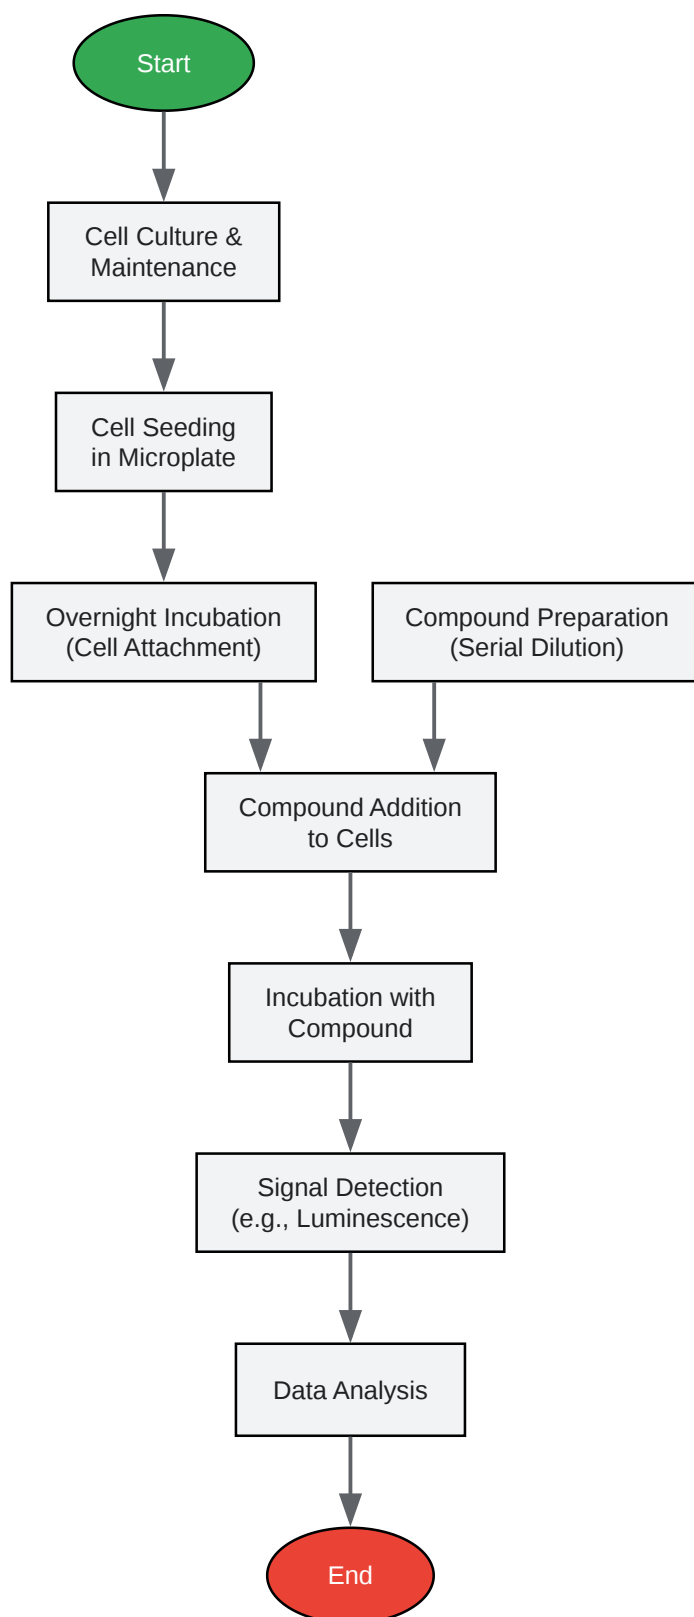 Start
Cell Culture &
Maintenance
Cell Seeding
in Microplate
Overnight Incubation
(Cell Attachment)
Compound Preparation
(Serial Dilution)
Compound Addition
to Cells
Incubation with
Compound
Signal Detection
(e.g., Luminescence)
Data Analysis
End